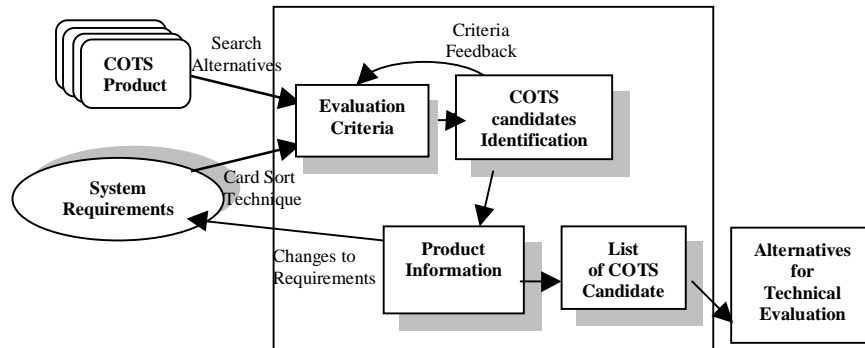 COTS
Product
Search
Alternatives
Criteria
Feedback
Evaluation
Criteria
COTS
candidates
Identification
System
Requirements
Card Sort
Technique
Changes to
Requirements
Product
Information
List
of COTS
Candidate
Alternatives
for
Technical
Evaluation